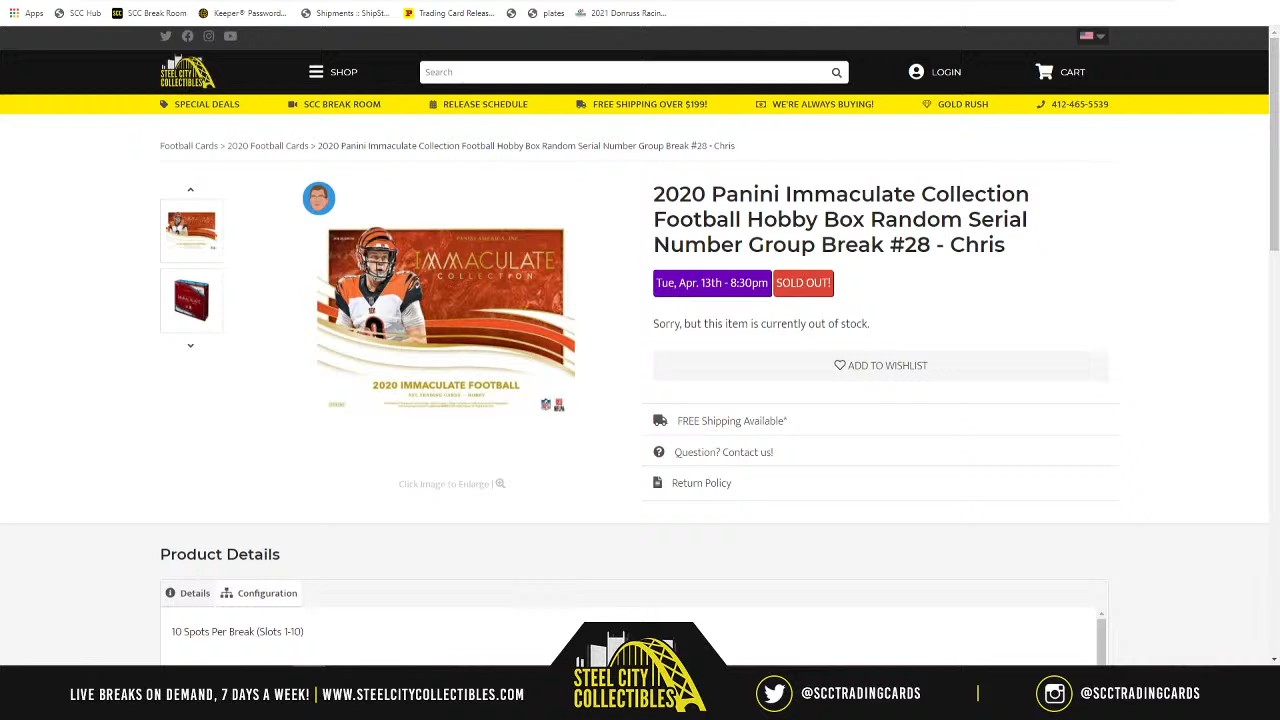 Apps
SCC Hub
SCC Break Room
Keeper® Password...
Shipments :: ShipSt...
Trading Card Releas...
plates
2021 Donruss Racin...
STEEL CITY
COLLECTIBLES
SHOP
Search
LOGIN
CART
SPECIAL DEALS
SCC BREAK ROOM
RELEASE SCHEDULE
FREE SHIPPING OVER $199!
WE'RE ALWAYS BUYING!
GOLD RUSH
412-465-5539
Football Cards > 2020 Football Cards > 2020 Panini Immaculate Collection Football Hobby Box Random Serial Number Group Break #28 - Chris
PANINI AMERICA, INC.
IMMACULATE
COLLECTION
2020 IMMACULATE FOOTBALL
Click Image to Enlarge |
2020 Panini Immaculate Collection
Football Hobby Box Random Serial
Number Group Break #28 - Chris
Tue, Apr. 13th - 8:30pm
SOLD OUT!
Sorry, but this item is currently out of stock.
ADD TO WISHLIST
FREE Shipping Available*
Question? Contact us!
Return Policy
Product Details
Details
Configuration
10 Spots Per Break (Slots 1-10)
LIVE BREAKS ON DEMAND, 7 DAYS A WEEK! | WWW.STEELCITYCOLLECTIBLES.COM
STEEL CITY
COLLECTIBLES
@SCCTRADINGCARDS
|
@SCCTRADINGCARDS